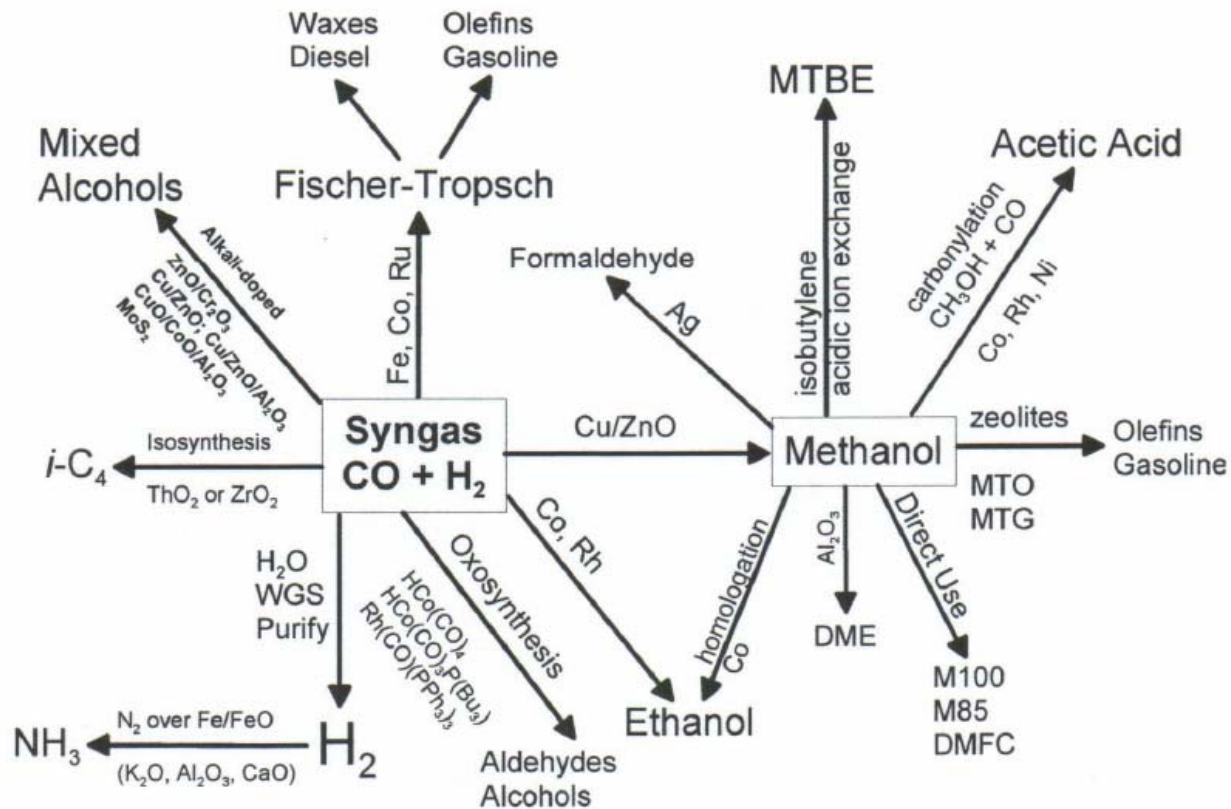 Waxes
Diesel
Olefins
Gasoline
MTBE
Mixed
Alcohols
Fischer-Tropsch
Acetic Acid
Alkali-doped
ZnO/Cr₂O₃
Cu/ZnO; Cu/ZnO/Al₂O₃
CuO/CoO/Al₂O₃
MoS₂
Fe, Co, Ru
Formaldehyde
Ag
isobutylene
acidic ion exchange
carbonylation
CH₃OH + CO
Co, Rh, Ni
Syngas
CO + H₂
Cu/ZnO
Methanol
zeolites
MTO
MTG
Olefins
Gasoline
i-C₄
Isosynthesis
ThO₂ or ZrO₂
H₂O
WGS
Purify
Oxosynthesis
HCo(CO)₄
HCo(CO)₃P(Bu₃)
Rh(CO)(PPh₃)₃
Co, Rh
homologation
Co
Al₂O₃
Direct Use
DME
M100
M85
DMFC
Ethanol
NH₃
N₂ over Fe/FeO
(K₂O, Al₂O₃, CaO)
H₂
Aldehydes
Alcohols